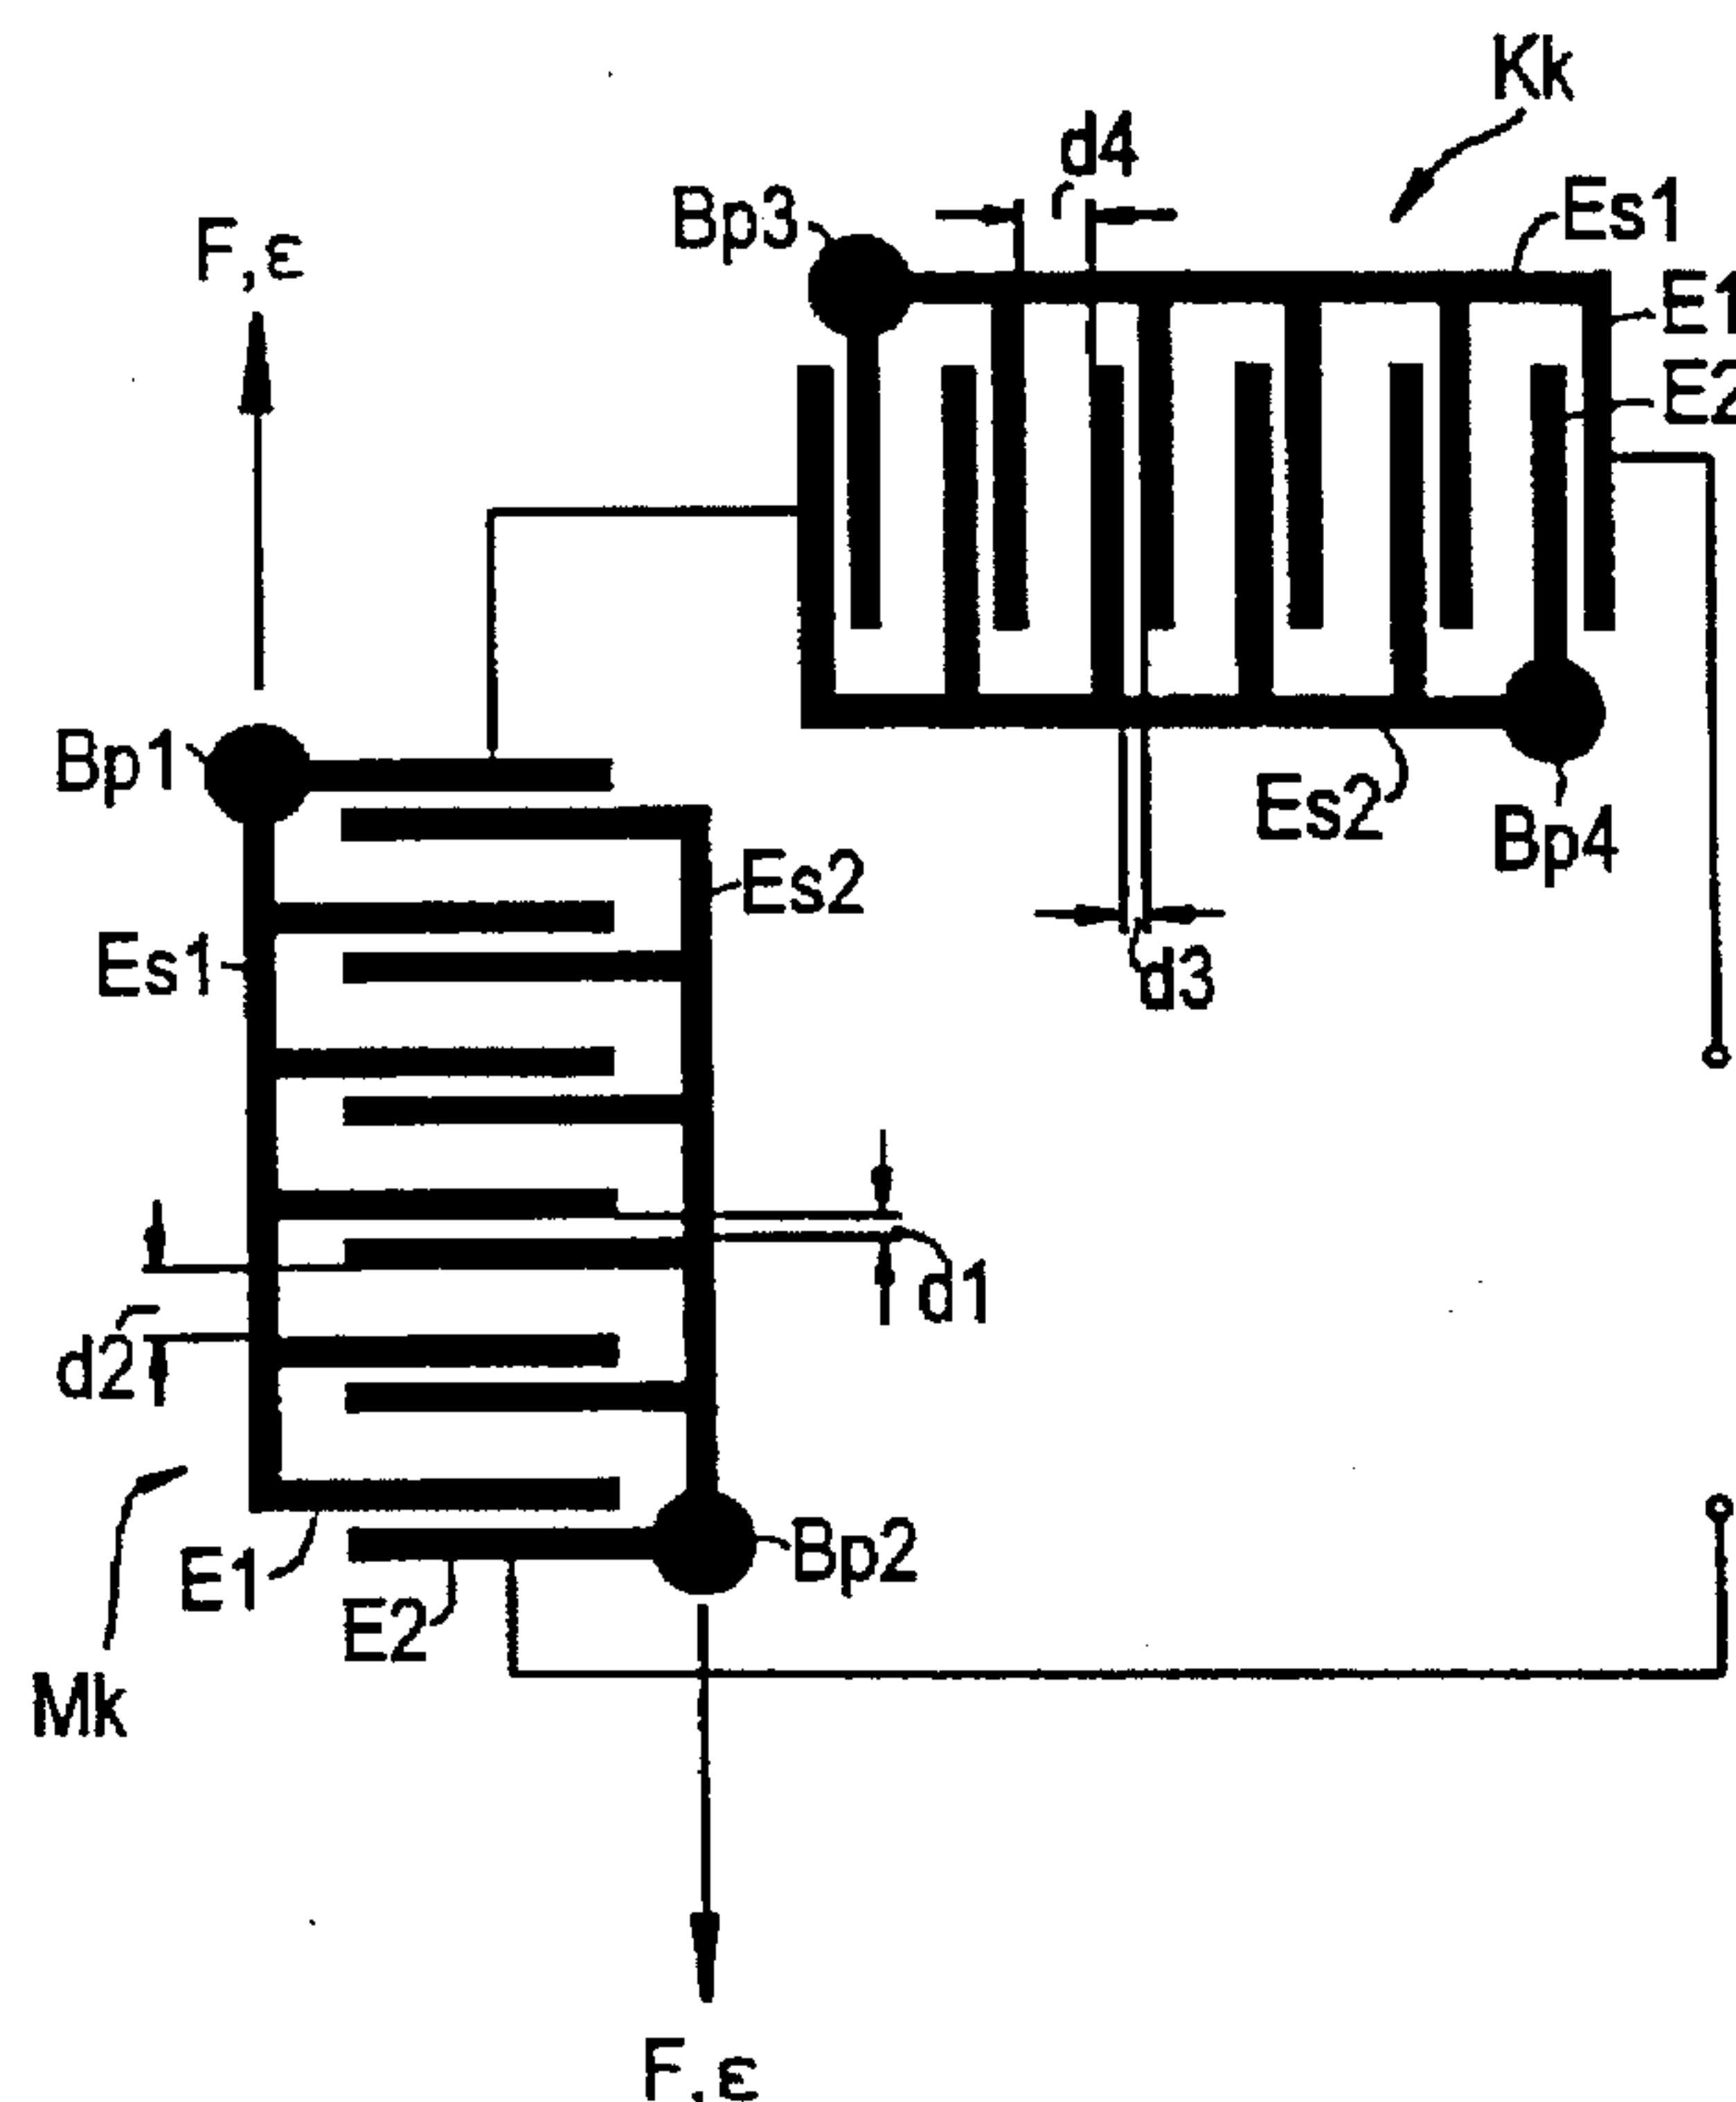 Kk
d4
Bp3
Es1
F,ε
E1
E2
Bp1
Es2
Bp4
Es2
Es1
d3
d1
d2
Bp2
E1
E2
Mk
F,ε